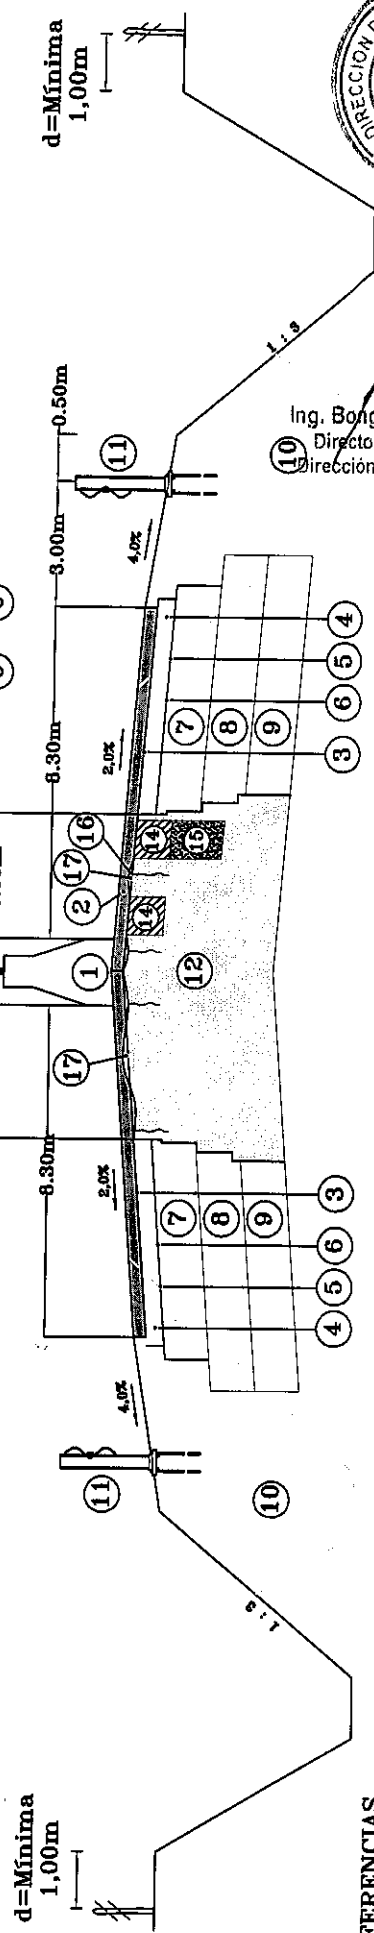 d=Mínima
1,00m
11
4,0%
8.30m
2,0%
17
1
2
17
16
8.30m
2,0%
3.00m
4,0%
11
0.50m
d=Mínima
1,00m
1 : 3
10
7
8
9
4
5
6
3
12
14
14
15
7
8
9
3
6
5
4
1 : 3
10
Ing. Bong
Directo
Dirección
DIRECCION D
FERENCIAS